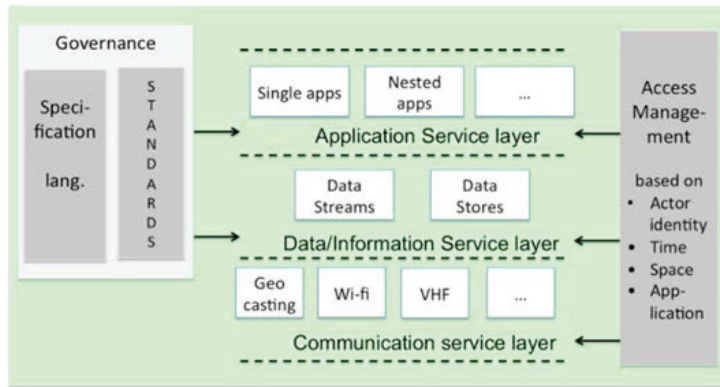 Governance
Speci-
fication
lang.
S
T
A
N
D
A
R
D
S
Single apps
Nested
apps
...
Application Service layer
Data
Streams
Data
Stores
Data/Information Service layer
Geo
casting
Wi-fi
VHF
...
Communication service layer
Access
Manage-
ment
based on
• Actor
identity
• Time
• Space
• App-
lication